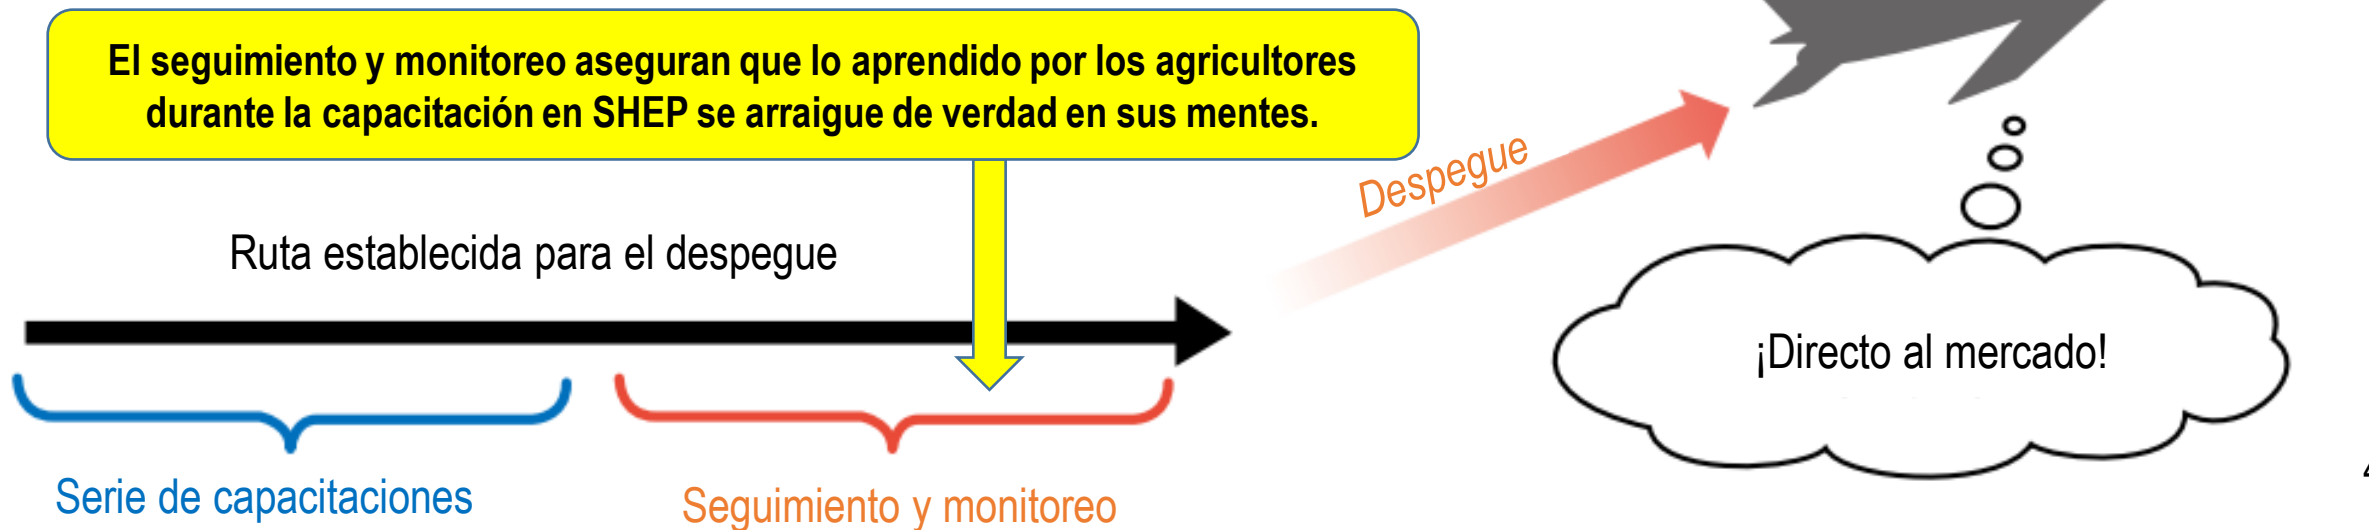 El seguimiento y monitoreo aseguran que lo aprendido por los agricultores
durante la capacitación en SHEP se arraigue de verdad en sus mentes.
Despegue
Ruta establecida para el despegue
¡Directo al mercado!
Serie de capacitaciones
Seguimiento y monitoreo